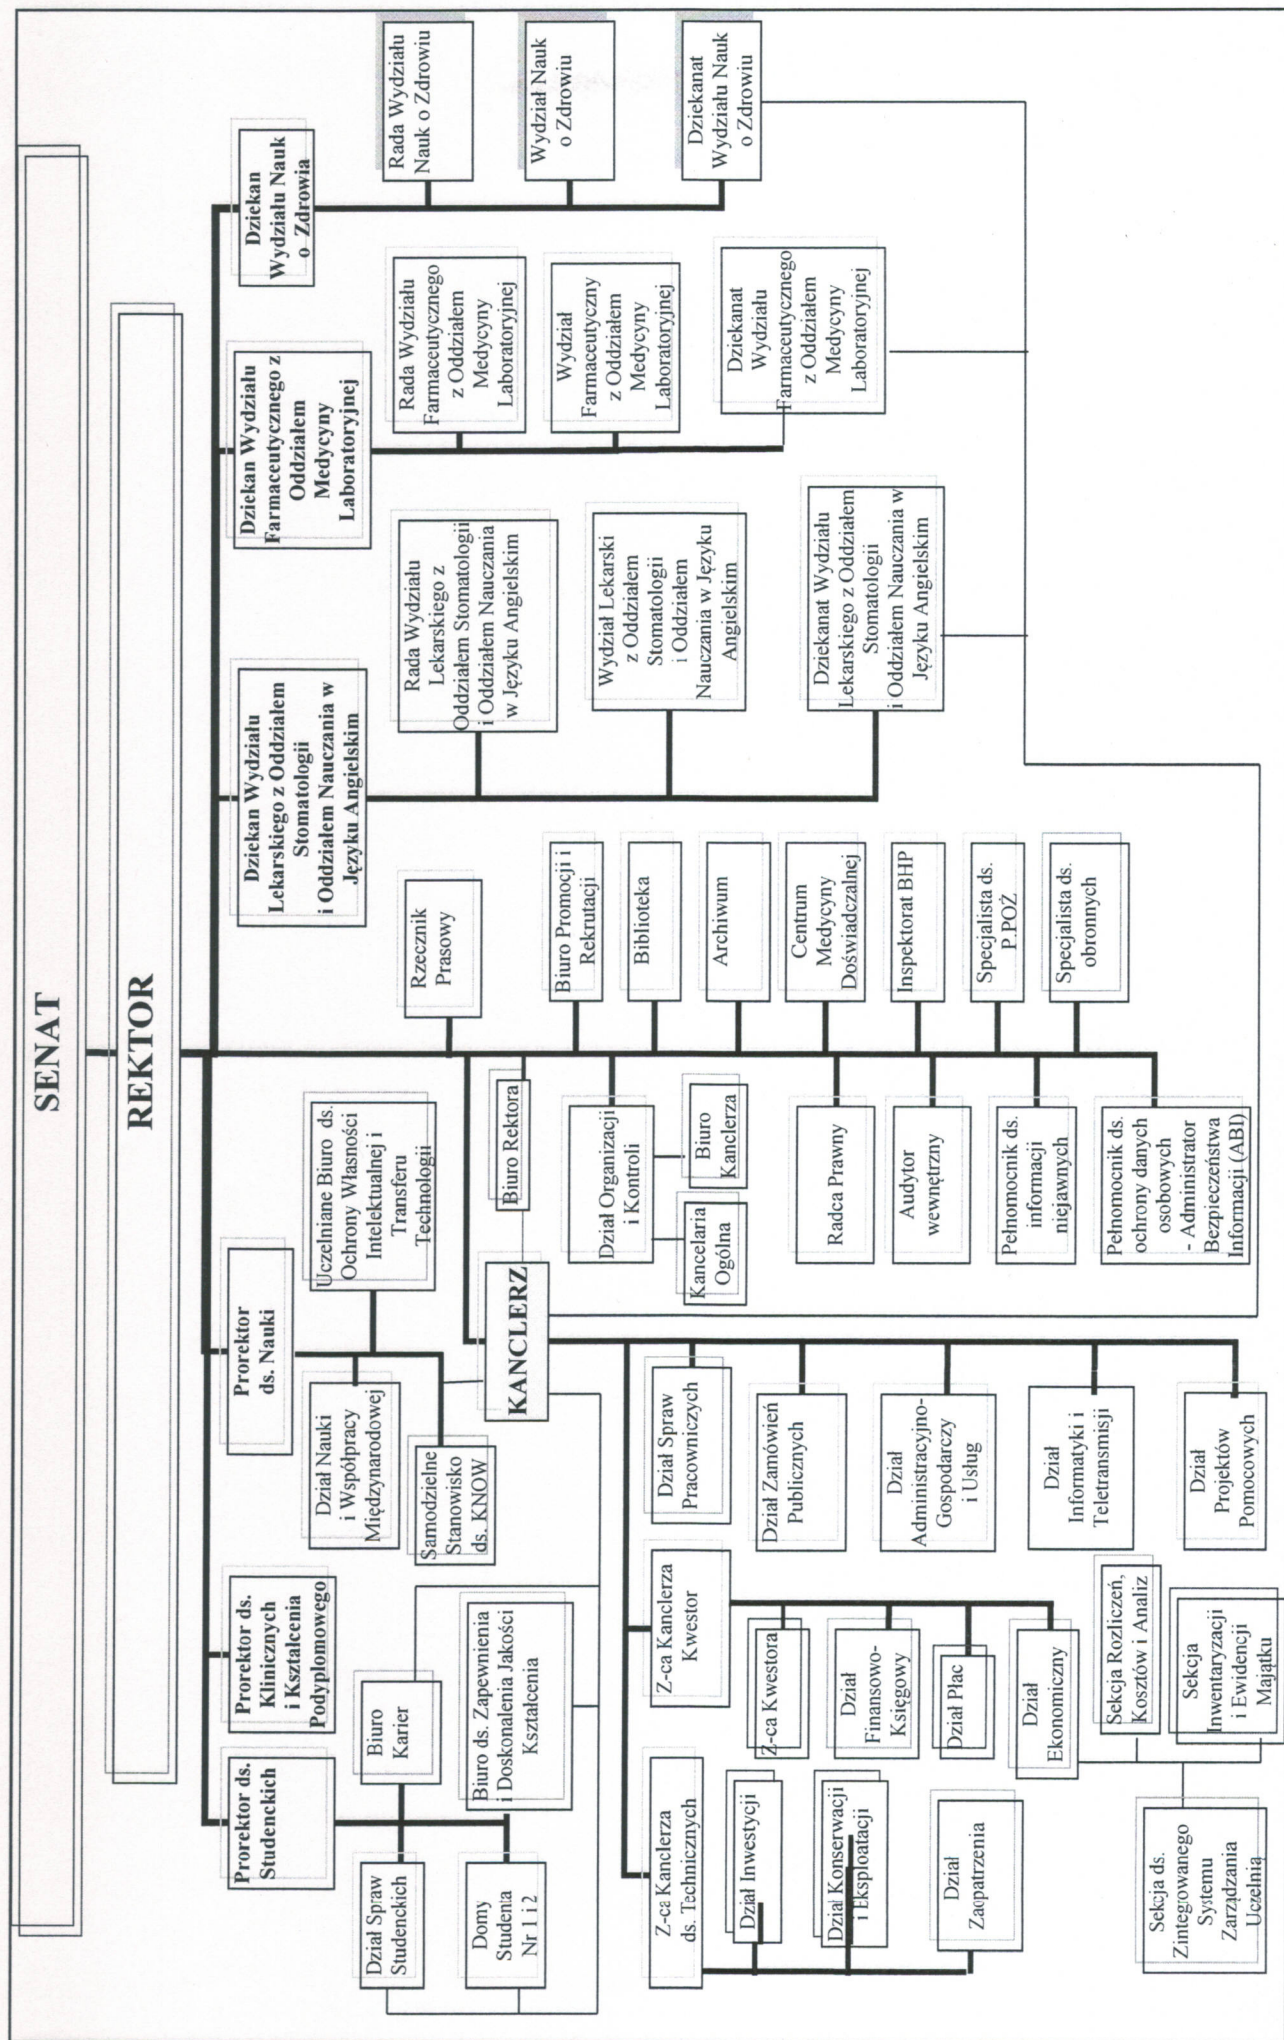 SENAT
REKTOR
Prorektor ds.
Studenckich
Prorektor ds.
Klinicznych
i Kształcenia
Podyplomowego
Prorektor
ds. Nauki
Dziekan Wydziału
Lekarskiego z Oddziałem
Stomatologii
i Oddziałem Nauczania w
Języku Angielskim
Dziekan Wydziału
Farmaceutycznego z
Oddziałem
Medycyny
Laboratoryjnej
Dziekan
Wydziału Nauk
o Zdrowia
Dział Spraw
Studenckich
Biuro
Karier
Domy
Studenta
Nr 1 i 2
Biuro ds. Zapewnienia
i Doskonalenia Jakości
Kształcenia
Dział Nauki
i Współpracy
Międzynarodowej
Uczelniane Biuro ds.
Ochrony Własności
Intelektualnej i
Transferu
Technologii
Samodzielne
Stanowisko
ds. KNOW
KANCLERZ
Rzecznik
Prasowy
Biuro Rektora
Biuro Promocji i
Rekrutacji
Dział Organizacji
i Kontroli
Biblioteka
Kancelaria
Ogólna
Biuro
Kanclerza
Archiwum
Radca Prawny
Centrum
Medycyny
Doświadczalnej
Audytor
wewnętrzny
Inspektorat BHP
Pełnomocnik ds.
informacji
niejawnych
Specjalista ds.
P.POŻ
Pełnomocnik ds.
ochrony danych
osobowych
- Administrator
Bezpieczeństwa
Informacji (ABI)
Specjalista ds.
obronnych
Rada Wydziału
Lekarskiego z
Oddziałem Stomatologii
i Oddziałem Nauczania
w Języku Angielskim
Wydział Lekarski
z Oddziałem
Stomatologii
i Oddziałem
Nauczania w Języku
Angielskim
Dziekanat Wydziału
Lekarskiego z Oddziałem
Stomatologii
i Oddziałem Nauczania w
Języku Angielskim
Rada Wydziału
Farmaceutycznego
z Oddziałem
Medycyny
Laboratoryjnej
Wydział
Farmaceutyczny
z Oddziałem
Medycyny
Laboratoryjnej
Dziekanat
Wydziału
Farmaceutycznego
z Oddziałem
Medycyny
Laboratoryjnej
Rada Wydziału
Nauk o Zdrowiu
Wydział Nauk
o Zdrowiu
Dziekanat
Wydziału Nauk
o Zdrowiu
Z-ca Kanclerza
ds. Technicznych
Z-ca Kanclerza
Kwestor
Dział Spraw
Pracowniczych
Dział Inwestycji
Z-ca Kwestora
Dział Zamówień
Publicznych
Dział Konserwacji
i Eksploatacji
Dział
Finansowo-
Księgowy
Dział
Administracyjno-
Gospodarczy
i Usług
Dział
Zaopatrzenia
Dział Płac
Dział
Ekonomiczny
Dział
Informatyki i
Teletransmisji
Sekcja Rozliczeń,
Kosztów i Analiz
Sekcja ds.
Zintegrowanego
Systemu
Zarządzania
Uczelnią
Sekcja
Inwentaryzacji
i Ewidencji
Majątku
Dział
Projektów
Pomocowych